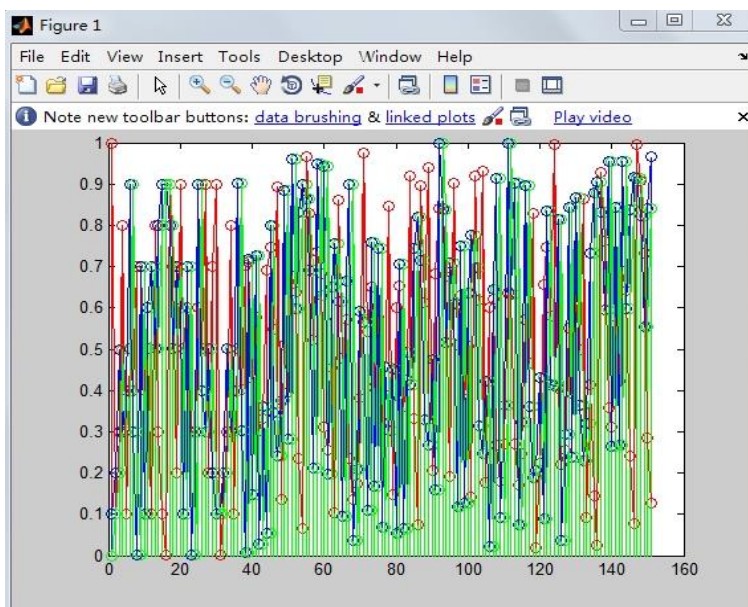 Figure 1
File Edit View Insert Tools Desktop Window Help
Note new toolbar buttons: data brushing & linked plots Play video
1
0.9
0.8
0.7
0.6
0.5
0.4
0.3
0.2
0.1
0
0 20 40 60 80 100 120 140 160